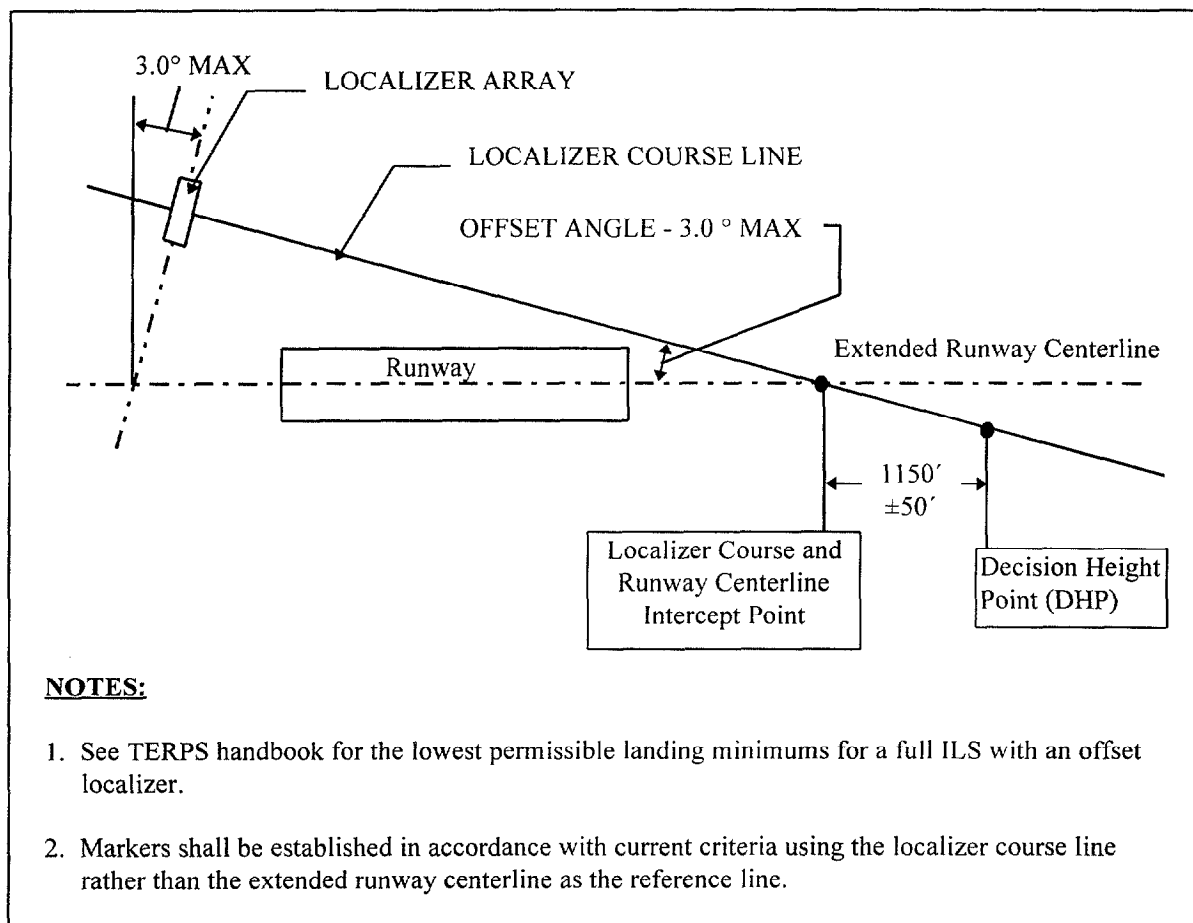 3.0° MAX
LOCALIZER ARRAY
LOCALIZER COURSE LINE
OFFSET ANGLE - 3.0 ° MAX
Runway
Extended Runway Centerline
1150´
±50´
Localizer Course and
Runway Centerline
Intercept Point
Decision Height
Point (DHP)
NOTES:
1. See TERPS handbook for the lowest permissible landing minimums for a full ILS with an offset
localizer.
2. Markers shall be established in accordance with current criteria using the localizer course line
rather than the extended runway centerline as the reference line.